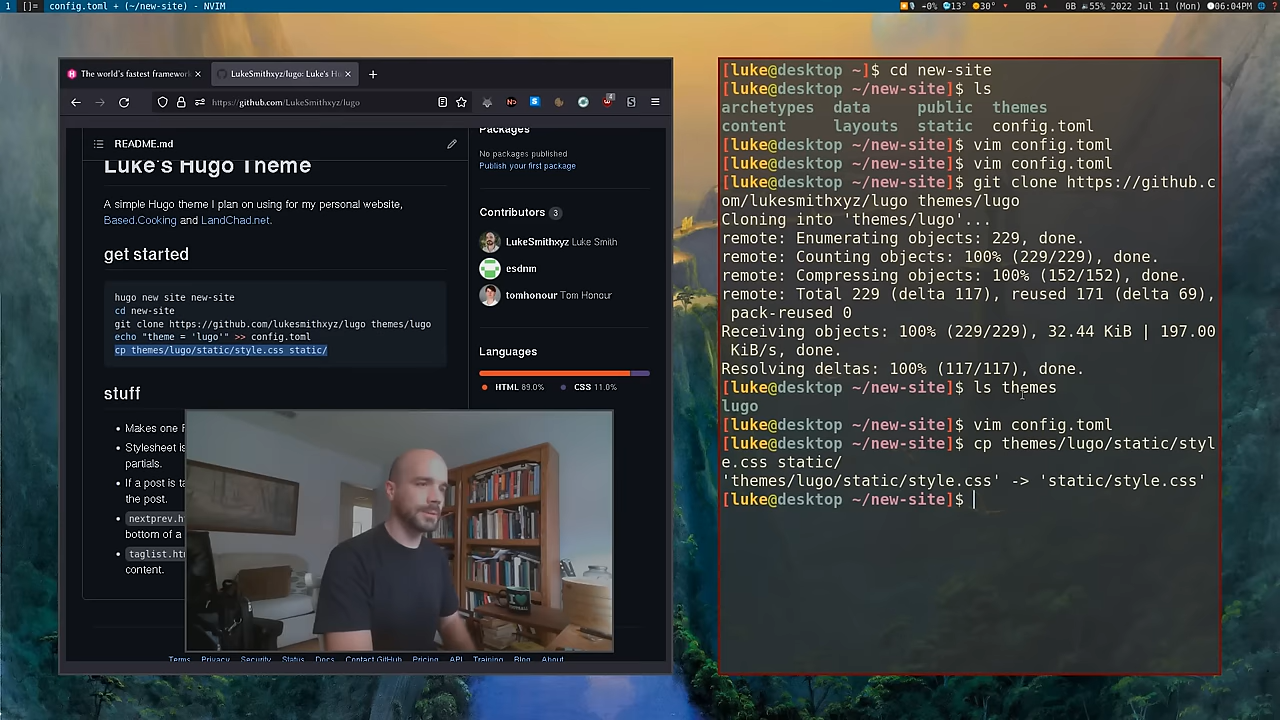 1 []= config.toml + (~/new-site) - NVIM
+0% 13° 30° 0B 0B 55% 2022 Jul 11 (Mon) 06:04PM
The world's fastest framework
LukeSmithxyz/lugo: Luke's Hu
https://github.com/LukeSmithxyz/lugo
README.md
Luke's Hugo Theme
A simple Hugo theme I plan on using for my personal website,
Based.Cooking and LandChad.net.
get started
hugo new site new-site
cd new-site
git clone https://github.com/lukesmithxyz/lugo themes/lugo
echo "theme = 'lugo'" >> config.toml
cp themes/lugo/static/style.css static/
stuff
Makes one
Stylesheet is
partials.
If a post is ta
the post.
nextprev.h
bottom of a
taglist.htm
content.
Packages
No packages published
Publish your first package
Contributors 3
LukeSmithxyz Luke Smith
esdnm
tomhonour Tom Honour
Languages
HTML 89.0% CSS 11.0%
Terms Privacy Security Status Docs Contact GitHub Pricing API Training Blog About
[luke@desktop ~]$ cd new-site
[luke@desktop ~/new-site]$ ls
archetypes data public themes
content layouts static config.toml
[luke@desktop ~/new-site]$ vim config.toml
[luke@desktop ~/new-site]$ vim config.toml
[luke@desktop ~/new-site]$ git clone https://github.c
om/lukesmithxyz/lugo themes/lugo
Cloning into 'themes/lugo'...
remote: Enumerating objects: 229, done.
remote: Counting objects: 100% (229/229), done.
remote: Compressing objects: 100% (152/152), done.
remote: Total 229 (delta 117), reused 171 (delta 69),
pack-reused 0
Receiving objects: 100% (229/229), 32.44 KiB | 197.00
KiB/s, done.
Resolving deltas: 100% (117/117), done.
[luke@desktop ~/new-site]$ ls themes
lugo
[luke@desktop ~/new-site]$ vim config.toml
[luke@desktop ~/new-site]$ cp themes/lugo/static/styl
e.css static/
'themes/lugo/static/style.css' -> 'static/style.css'
[luke@desktop ~/new-site]$